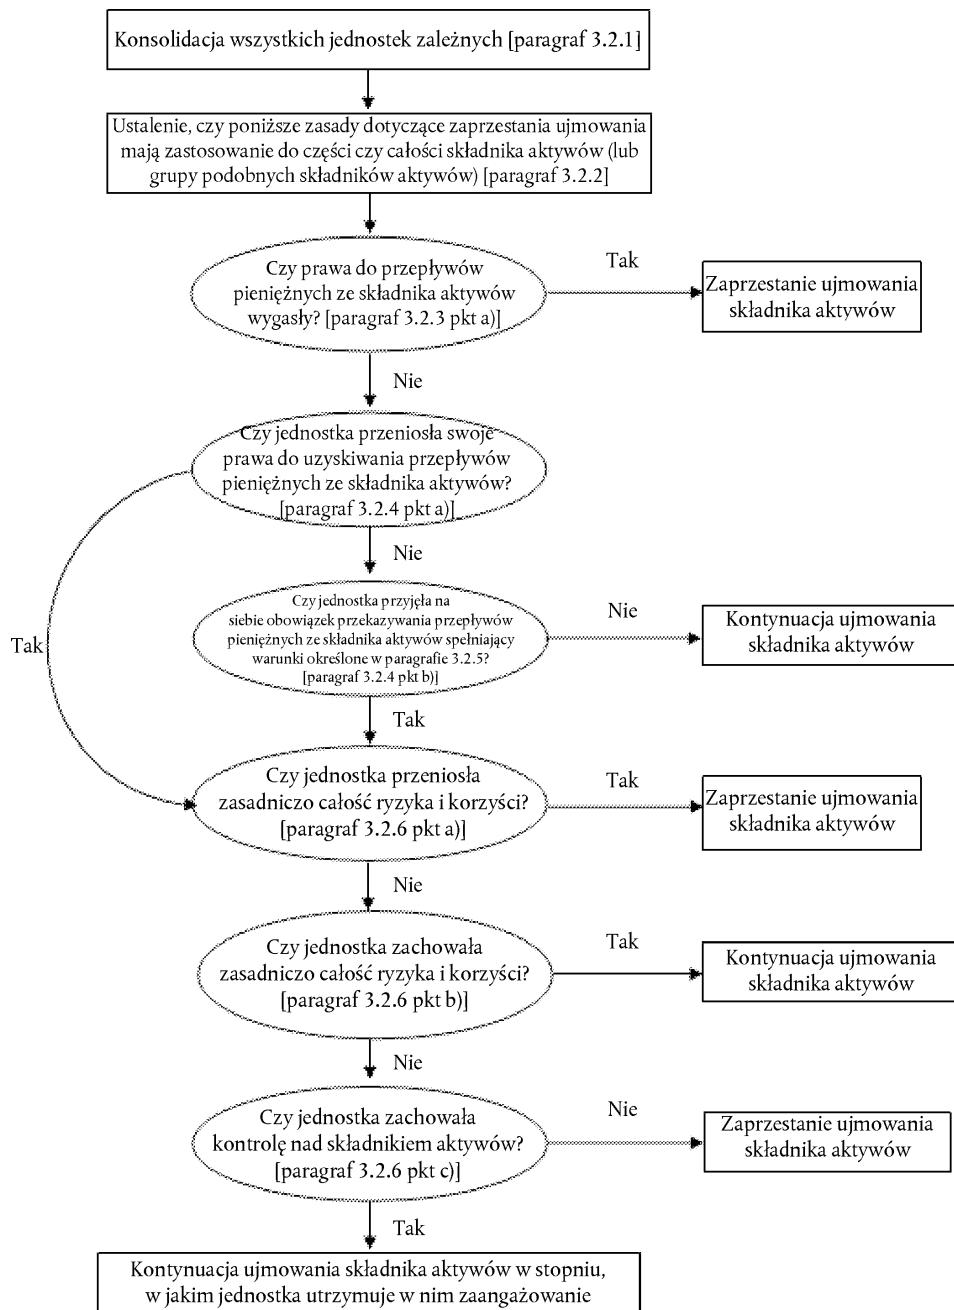 Konsolidacja wszystkich jednostek zależnych [paragraf 3.2.1]
Ustalenie, czy poniższe zasady dotyczące zaprzestania ujmowania
mają zastosowanie do części czy całości składnika aktywów (lub
grupy podobnych składników aktywów) [paragraf 3.2.2]
Czy prawa do przepływów
pieniężnych ze składnika aktywów
wygasły? [paragraf 3.2.3 pkt a)]
Tak
Zaprzestanie ujmowania
składnika aktywów
Nie
Czy jednostka przeniosła swoje
prawa do uzyskiwania przepływów
pieniężnych ze składnika aktywów?
[paragraf 3.2.4 pkt a)]
Nie
Czy jednostka przyjęła na
siebie obowiązek przekazywania przepływów
pieniężnych ze składnika aktywów spełniający
warunki określone w paragrafie 3.2.5?
[paragraf 3.2.4 pkt b)]
Nie
Kontynuacja ujmowania
składnika aktywów
Tak
Tak
Czy jednostka przeniosła
zasadniczo całość ryzyka i korzyści?
[paragraf 3.2.6 pkt a)]
Tak
Zaprzestanie ujmowania
składnika aktywów
Nie
Czy jednostka zachowała
zasadniczo całość ryzyka i korzyści?
[paragraf 3.2.6 pkt b)]
Tak
Kontynuacja ujmowania
składnika aktywów
Nie
Czy jednostka zachowała
kontrolę nad składnikiem aktywów?
[paragraf 3.2.6 pkt c)]
Nie
Zaprzestanie ujmowania
składnika aktywów
Tak
Kontynuacja ujmowania składnika aktywów w stopniu,
w jakim jednostka utrzymuje w nim zaangażowanie